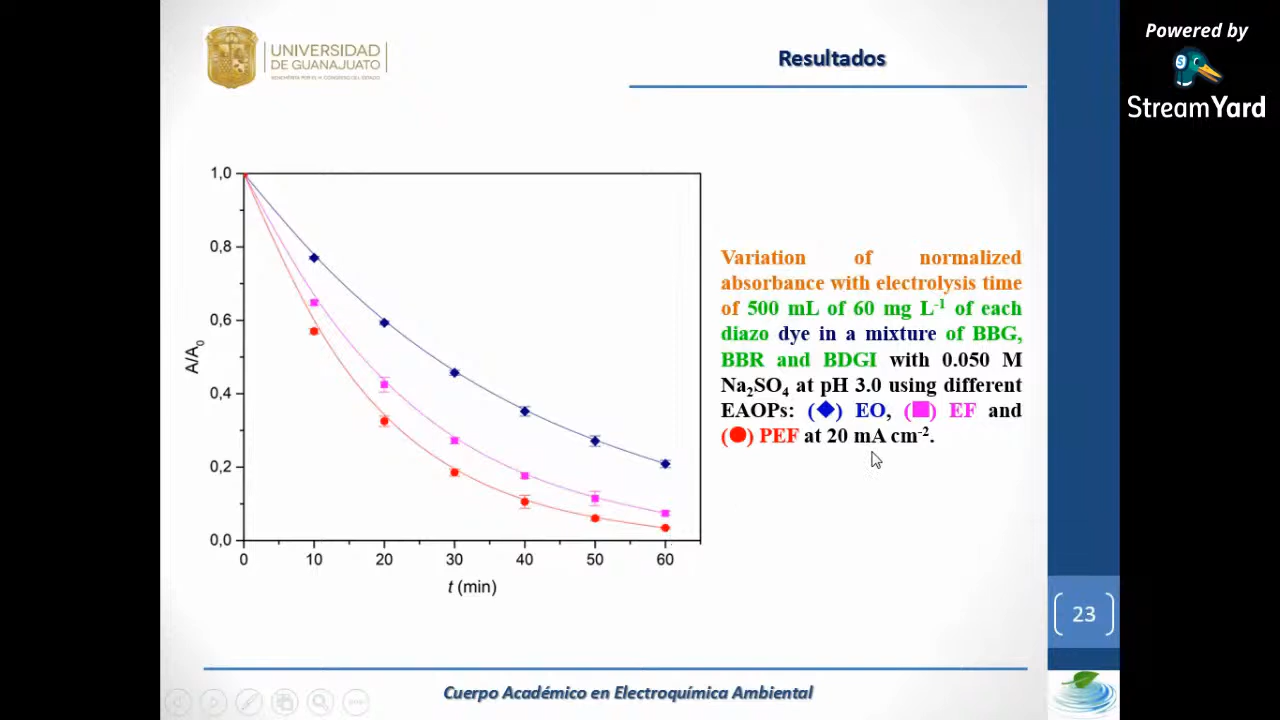 UNIVERSIDAD
DE GUANAJUATO
Resultados
Powered by
StreamYard
1,0
0,8
0,6
0,4
0,2
0,0
A/A₀
0 10 20 30 40 50 60
t (min)
Variation of normalized
absorbance with electrolysis time
of 500 mL of 60 mg L⁻¹ of each
diazo dye in a mixture of BBG,
BBR and BDGI with 0.050 M
Na₂SO₄ at pH 3.0 using different
EAOPs: (◆) EO, (■) EF and
(●) PEF at 20 mA cm⁻².
23
Cuerpo Académico en Electroquímica Ambiental